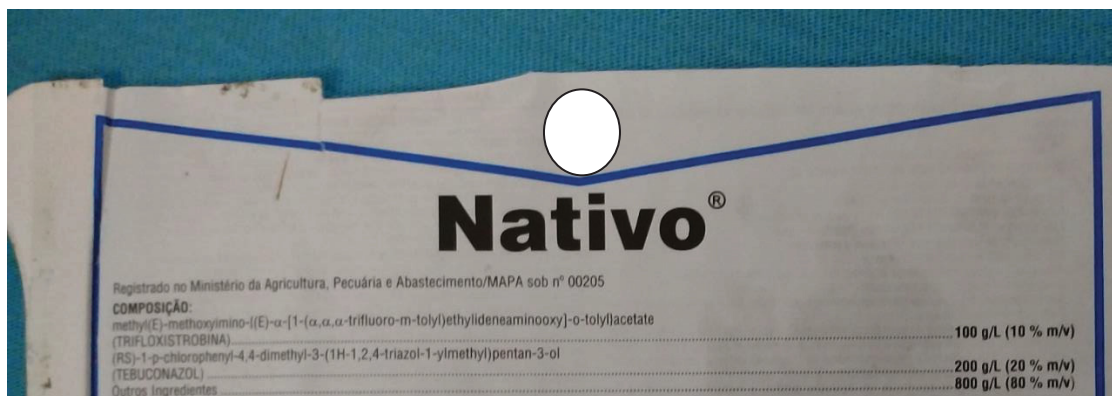 Nativo®
Registrado no Ministério da Agricultura, Pecuária e Abastecimento/MAPA sob nº 00205
COMPOSIÇÃO:
methyl(E)-methoxyimino-{(E)-α-[1-(α,α,α-trifluoro-m-tolyl)ethylideneaminooxy]-o-tolyl}acetate
(TRIFLOXISTROBINA)......100 g/L (10 % m/v)
(RS)-1-p-chlorophenyl-4,4-dimethyl-3-(1H-1,2,4-triazol-1-ylmethyl)pentan-3-ol
(TEBUCONAZOL)......200 g/L (20 % m/v)
Outros Ingredientes......800 g/L (80 % m/v)